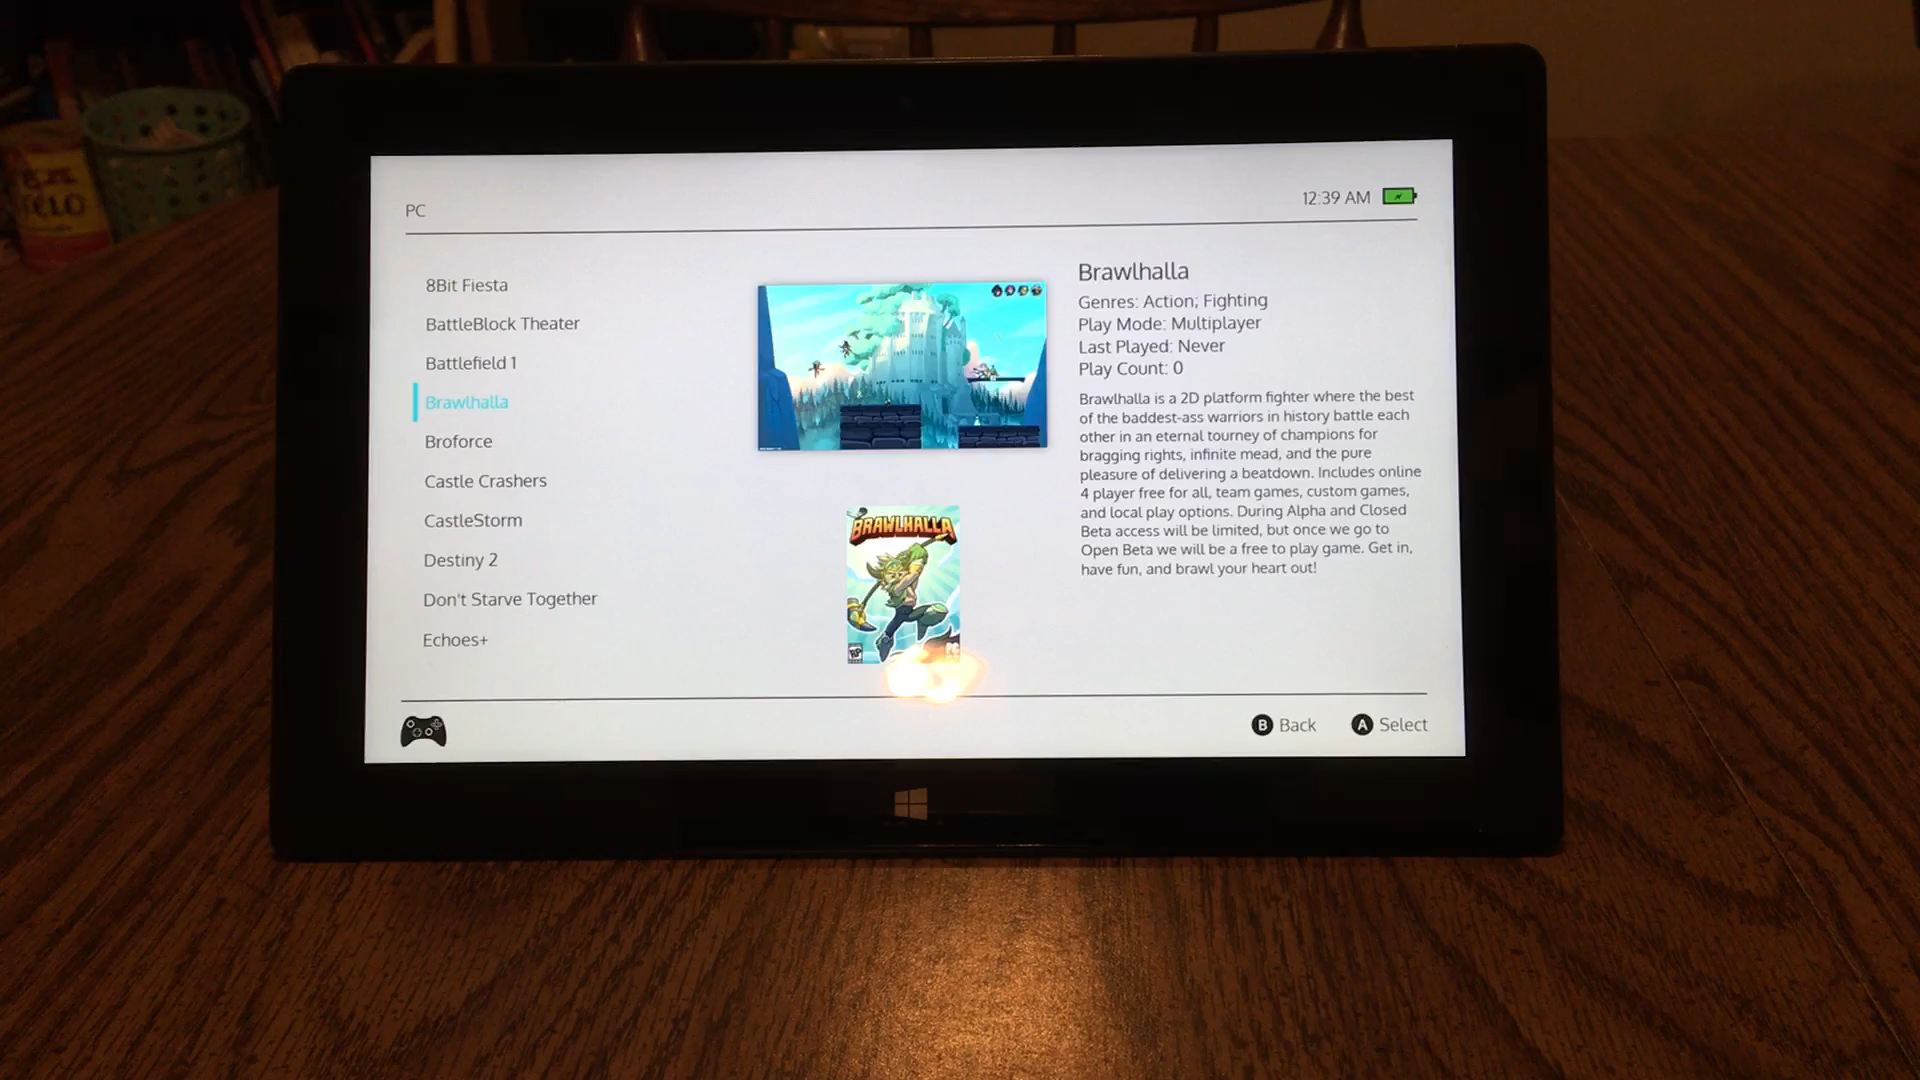 PC
12:39 AM
8Bit Fiesta
BattleBlock Theater
Battlefield 1
Brawlhalla
Broforce
Castle Crashers
CastleStorm
Destiny 2
Don't Starve Together
Echoes+
BRAWLHALLA
RP
PC
Brawlhalla
Genres: Action; Fighting
Play Mode: Multiplayer
Last Played: Never
Play Count: 0
Brawlhalla is a 2D platform fighter where the best
of the baddest-ass warriors in history battle each
other in an eternal tourney of champions for
bragging rights, infinite mead, and the pure
pleasure of delivering a beatdown. Includes online
4 player free for all, team games, custom games,
and local play options. During Alpha and Closed
Beta access will be limited, but once we go to
Open Beta we will be a free to play game. Get in,
have fun, and brawl your heart out!
B Back
A Select